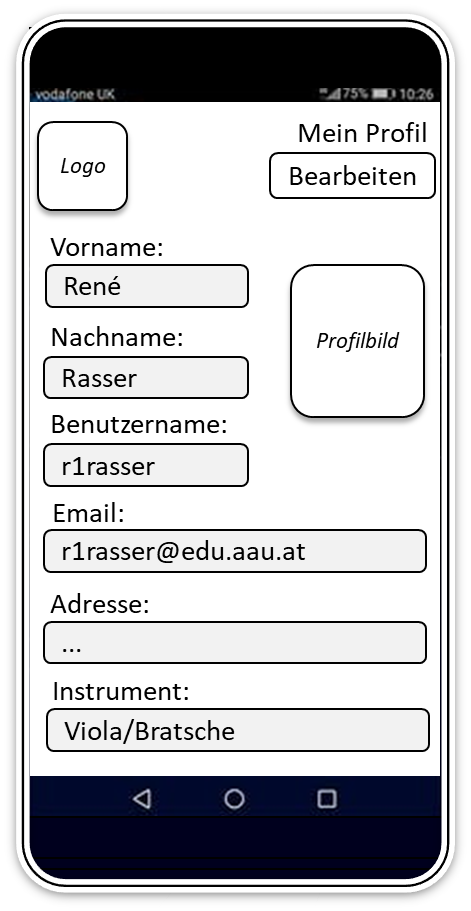 vodafone UK 75% 10:26
Logo
Mein Profil
Bearbeiten
Vorname:
René
Profilbild
Nachname:
Rasser
Benutzername:
r1rasser
Email:
r1rasser@edu.aau.at
Adresse:
...
Instrument:
Viola/Bratsche